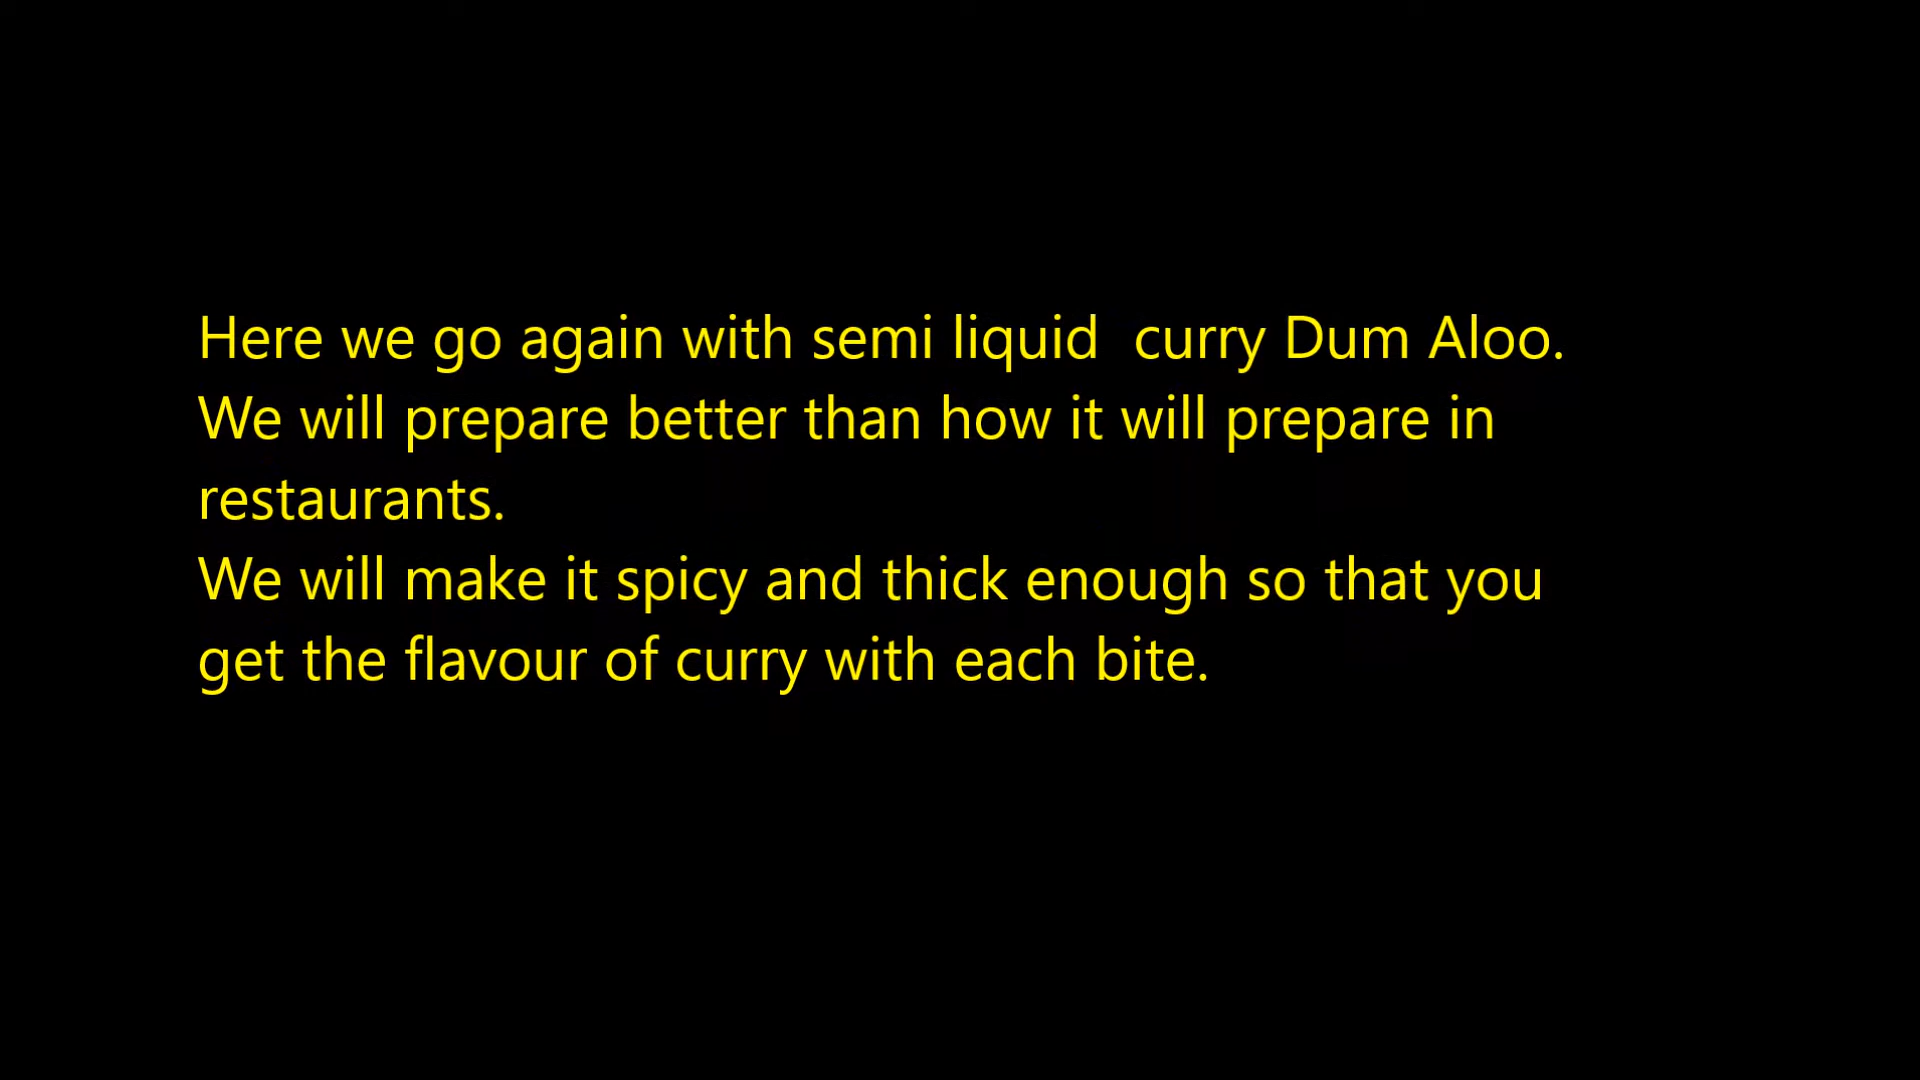 Here we go again with semi liquid  curry Dum Aloo.
We will prepare better than how it will prepare in
restaurants.
We will make it spicy and thick enough so that you
get the flavour of curry with each bite.